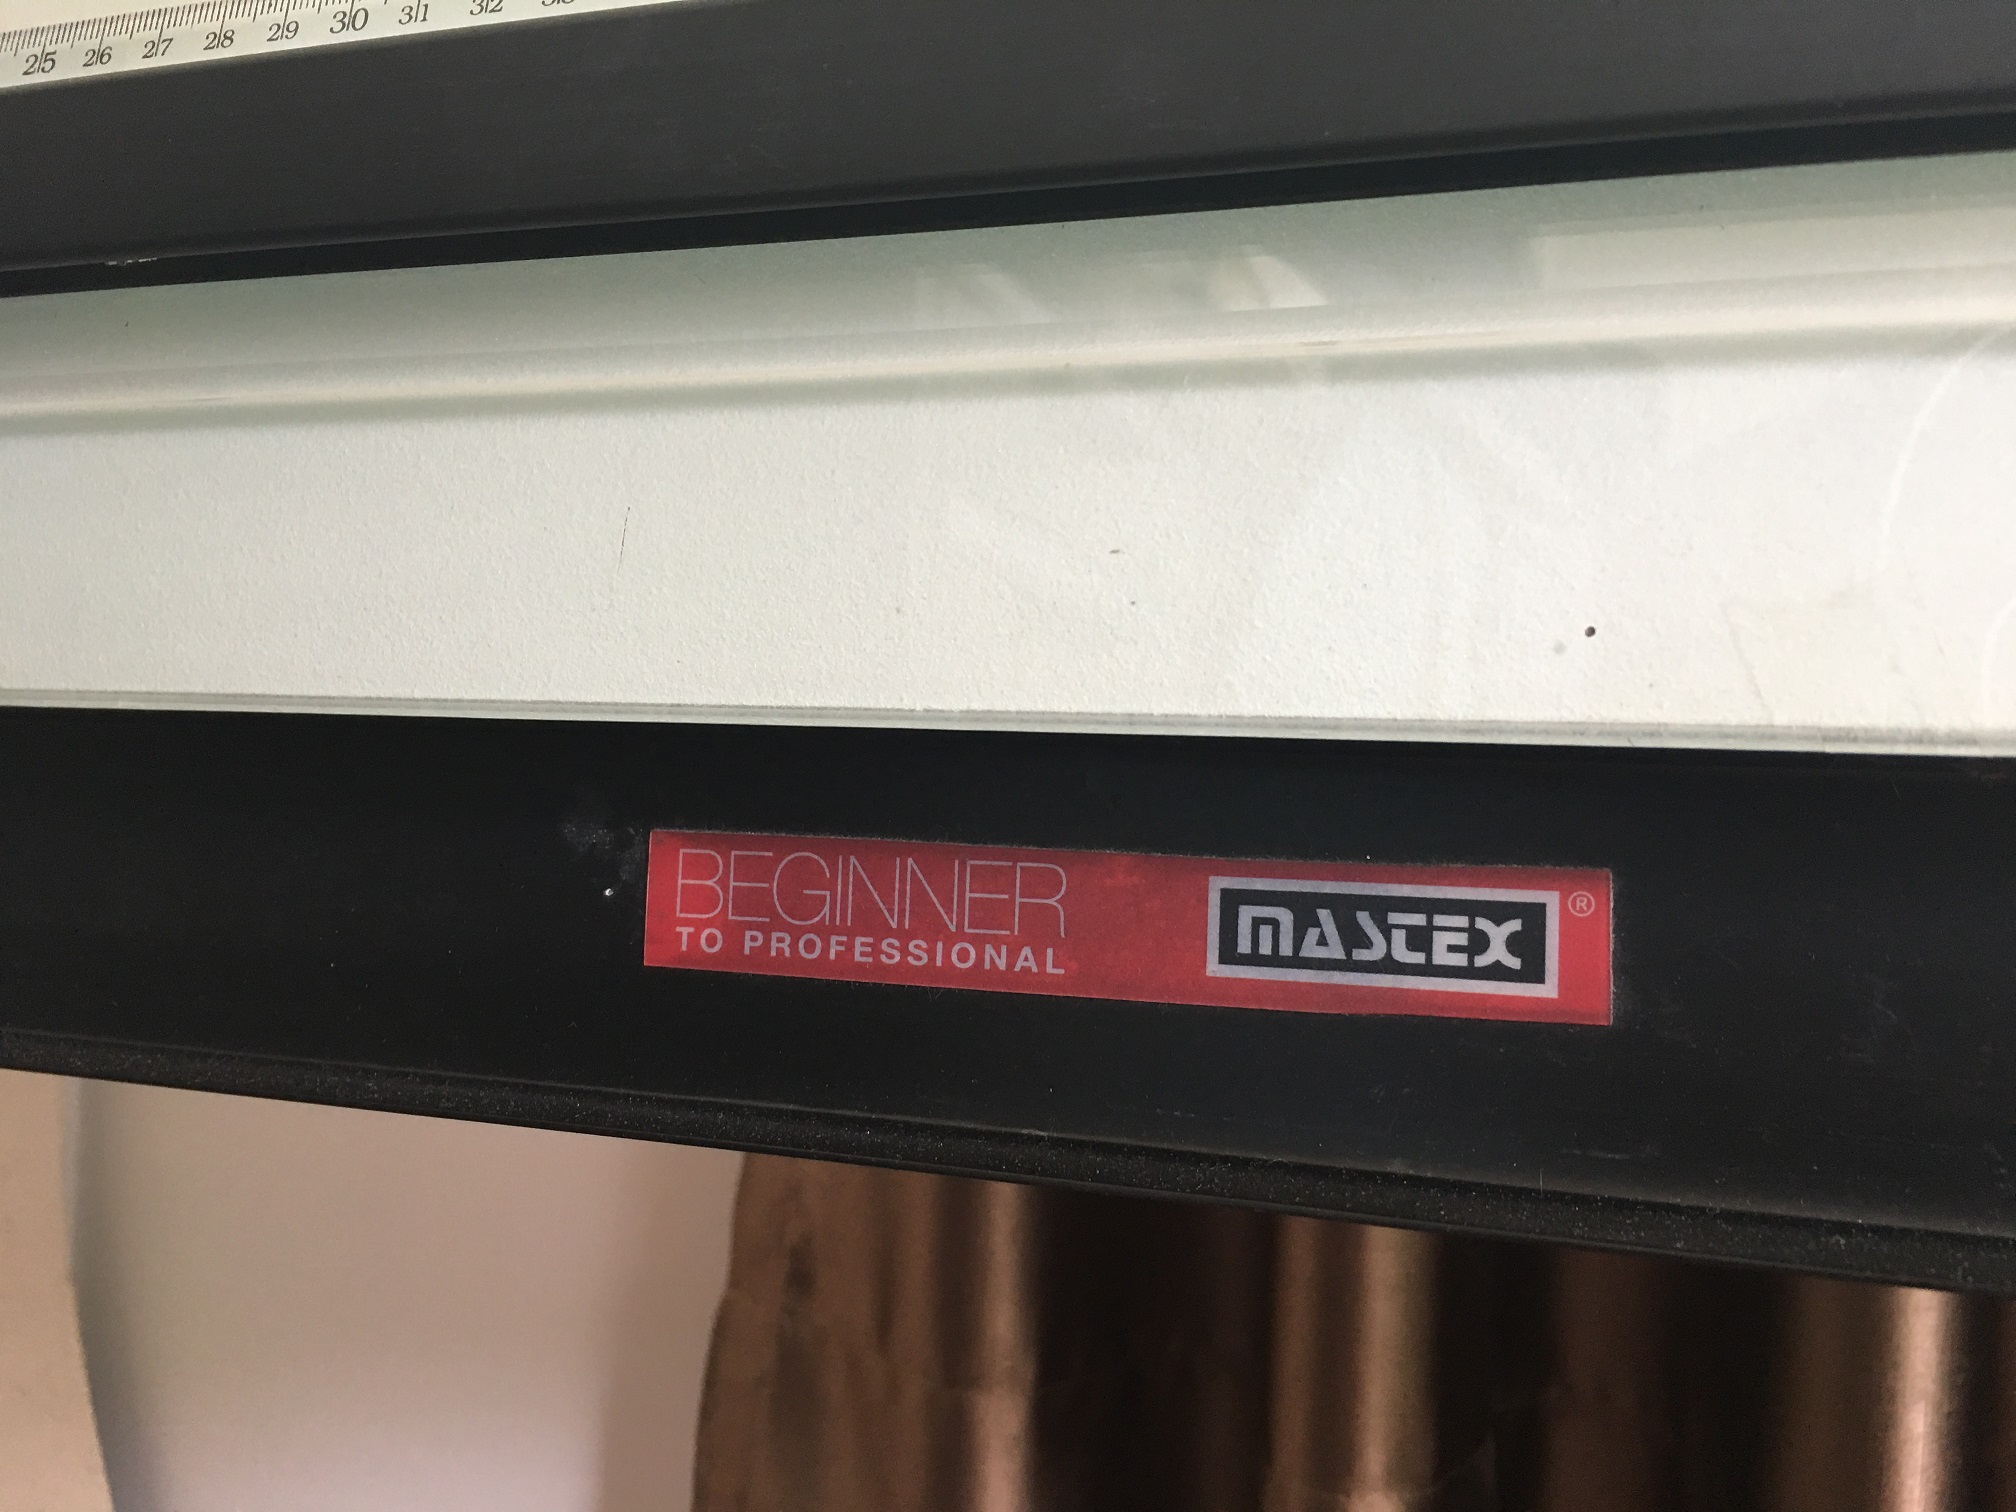 25 26 27 28 29 30 31 32
BEGINNER
TO PROFESSIONAL
MASTEX®